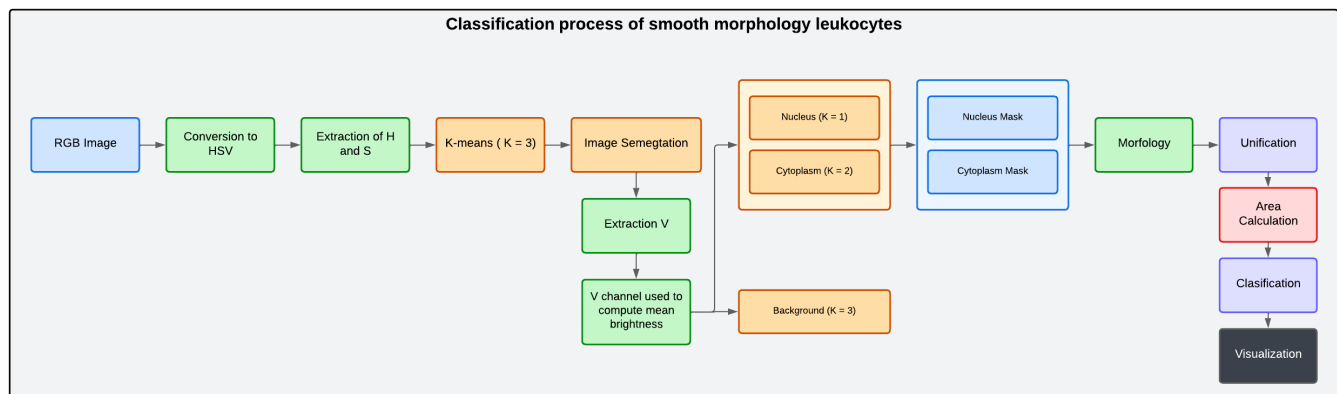 Classification process of smooth morphology leukocytes
RGB Image
Conversion to
HSV
Extraction of H
and S
K-means ( K = 3)
Image Semegtation
Extraction V
V channel used to
compute mean
brightness
Nucleus (K = 1)
Cytoplasm (K = 2)
Background (K = 3)
Nucleus Mask
Cytoplasm Mask
Morfology
Unification
Area
Calculation
Clasification
Visualization